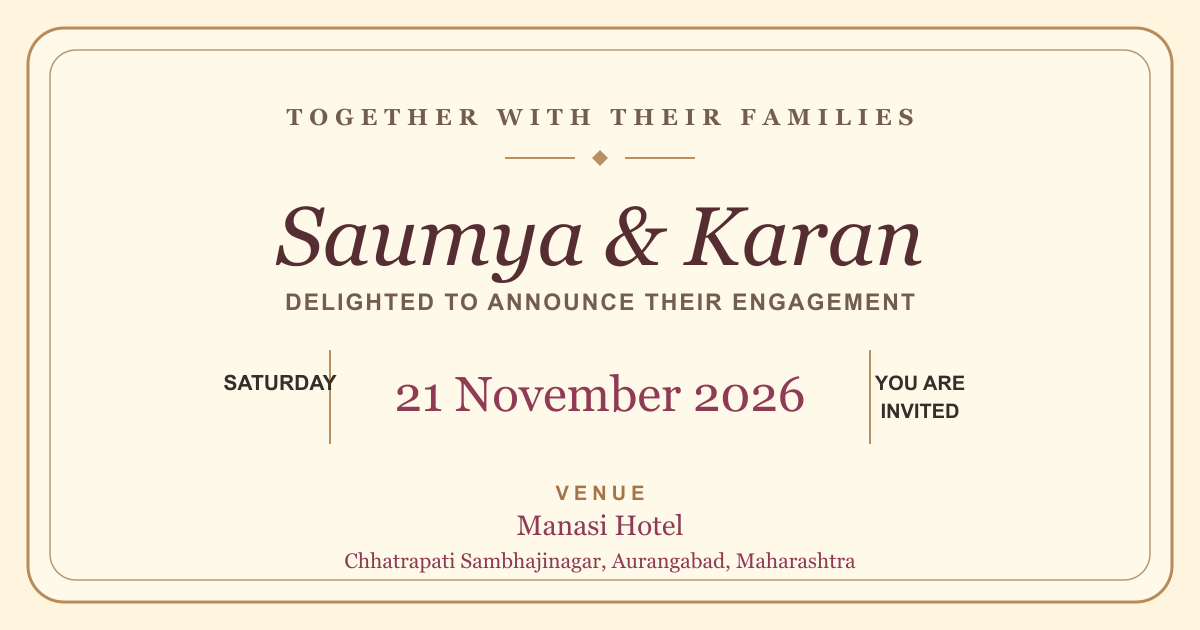 TOGETHER WITH THEIR FAMILIES
Saumya & Karan
DELIGHTED TO ANNOUNCE THEIR ENGAGEMENT
SATURDAY
21 November 2026
YOU ARE
INVITED
VENUE
Manasi Hotel
Chhatrapati Sambhajinagar, Aurangabad, Maharashtra